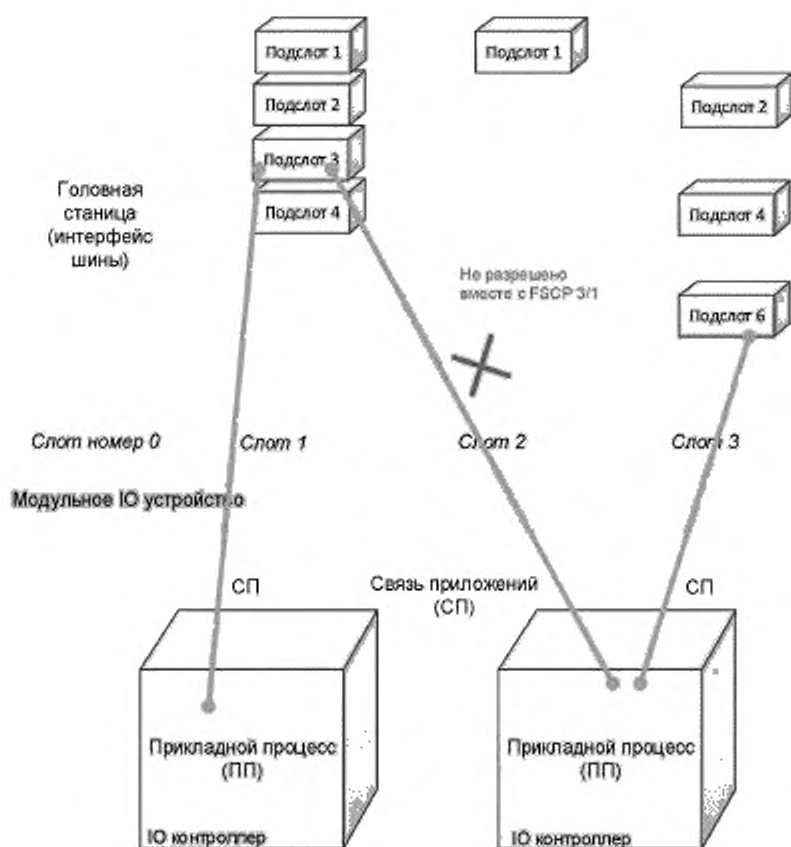 Подслот 1
Подслот 1
Подслот 2
Подслот 2
Подслот 3
Подслот 4
Подслот 4
Головная
станица
(интерфейс
шины)
Не разрешено
вместе с FSCP 3/1
Подслот 6
Слот номер 0
Слот 1
Слот 2
Слот 3
Модульное IO устройство
СП
Связь приложений
(СП)
СП
Прикладной процесс
(ПП)
Прикладной процесс
(ПП)
IO контроллер
IO контроллер